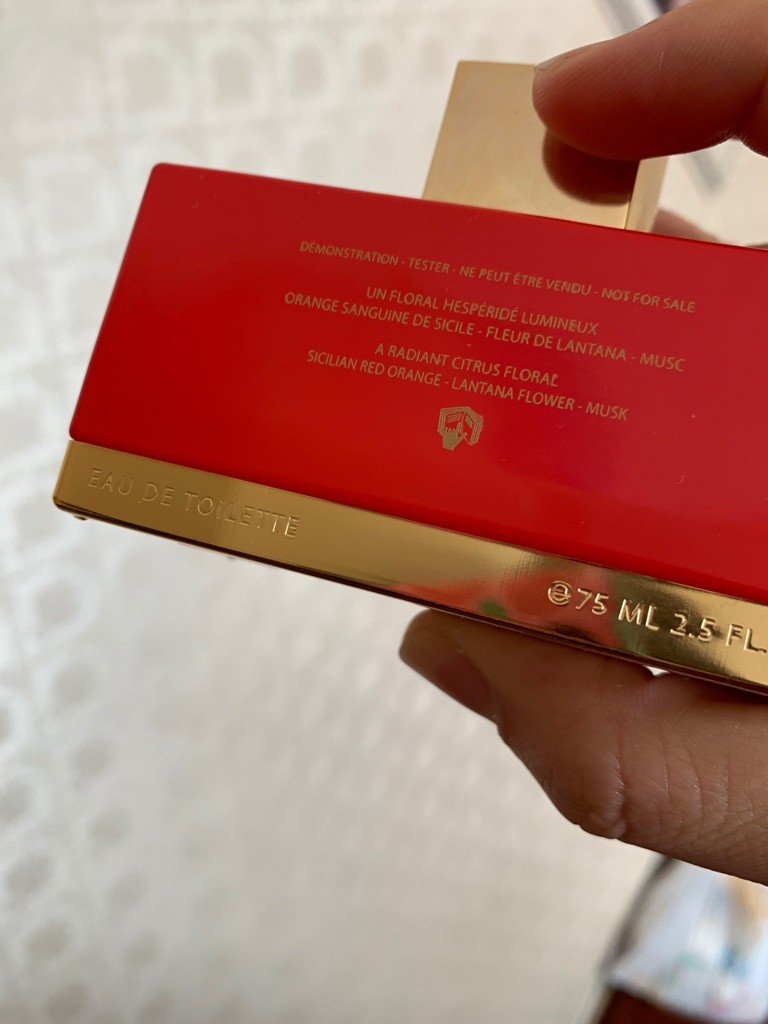 DÉMONSTRATION - TESTER - NE PEUT ÊTRE VENDU - NOT FOR SALE
UN FLORAL HESPÉRIDÉ LUMINEUX
ORANGE SANGUINE DE SICILE - FLEUR DE LANTANA - MUSC
-
A RADIANT CITRUS FLORAL
SICILIAN RED ORANGE - LANTANA FLOWER - MUSK
EAU DE TOILETTE
℮75 ML 2.5 FL.